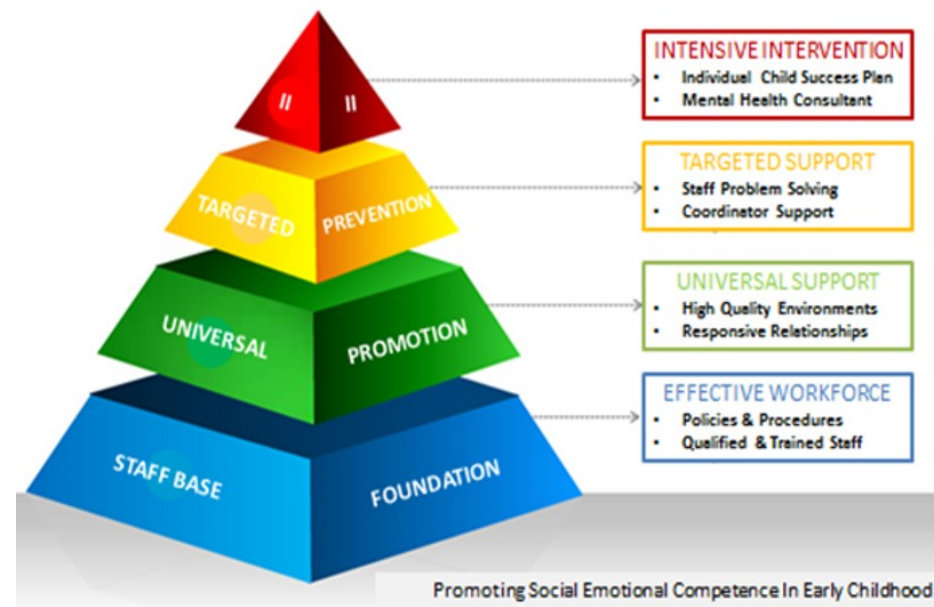 INTENSIVE INTERVENTION
• Individual Child Success Plan
• Mental Health Consultant
II II
TARGETED SUPPORT
• Staff Problem Solving
• Coordinator Support
TARGETED PREVENTION
UNIVERSAL SUPPORT
• High Quality Environments
• Responsive Relationships
UNIVERSAL PROMOTION
EFFECTIVE WORKFORCE
• Policies & Procedures
• Qualified & Trained Staff
STAFF BASE FOUNDATION
Promoting Social Emotional Competence In Early Childhood